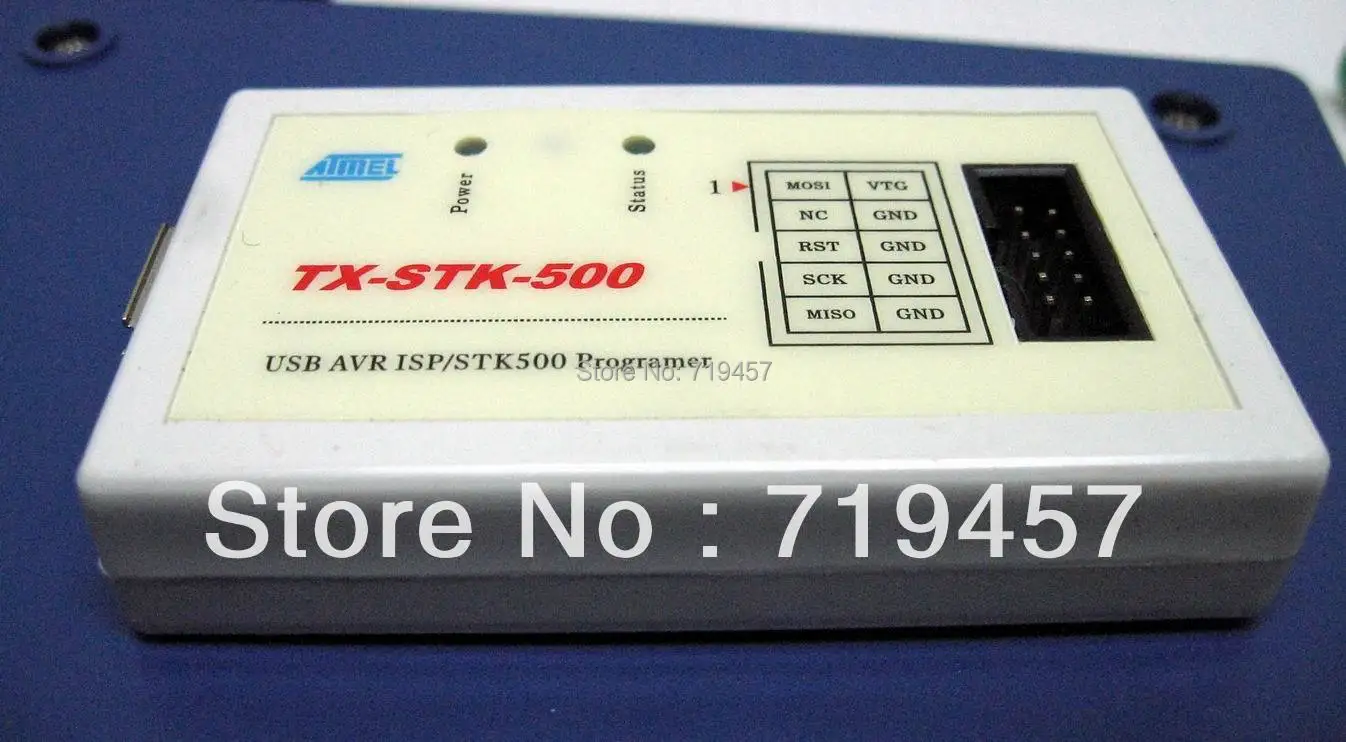 ATMEL
Power
Status
1
MOSI VTG
NC GND
RST GND
SCK GND
MISO GND
TX-STK-500
USB AVR ISP/STK500 Programer
Store No: 719457
Store No : 719457